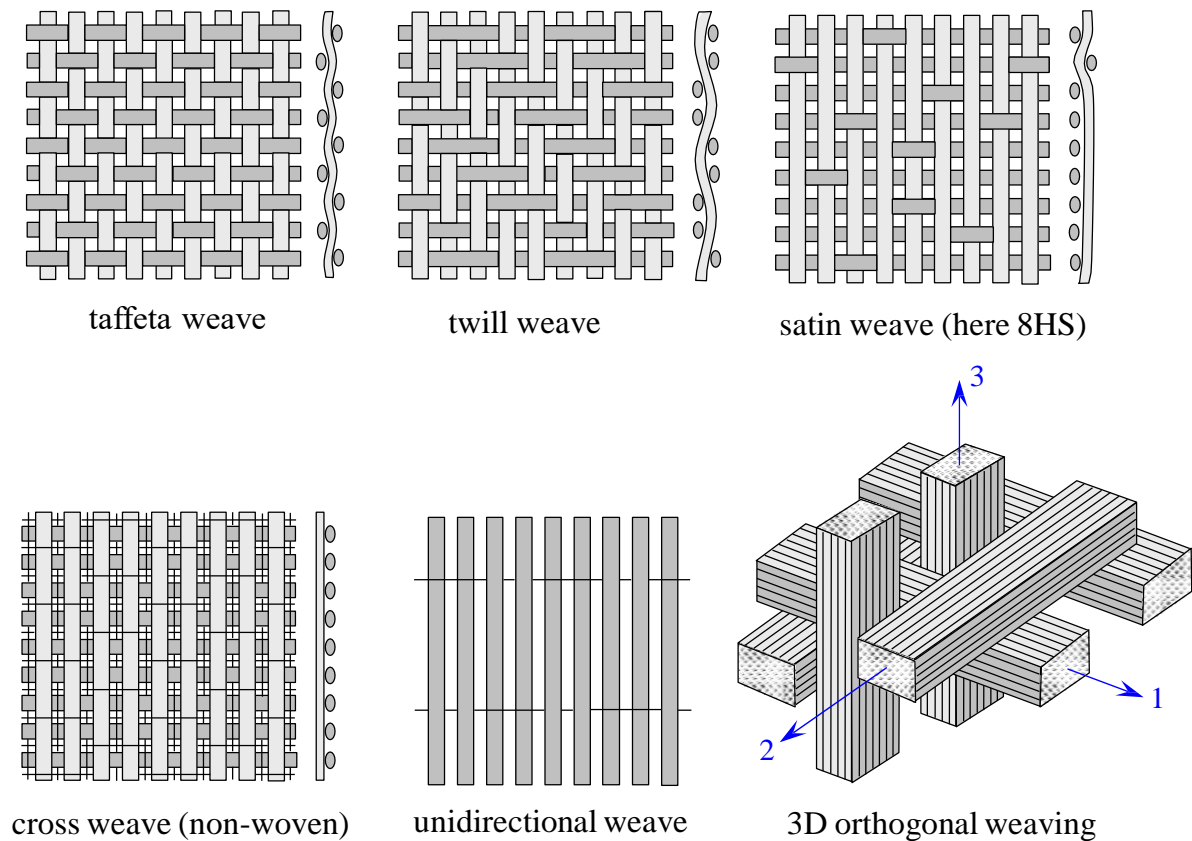 taffeta weave
twill weave
satin weave (here 8HS)
3
1
2
cross weave (non-woven)
unidirectional weave
3D orthogonal weaving